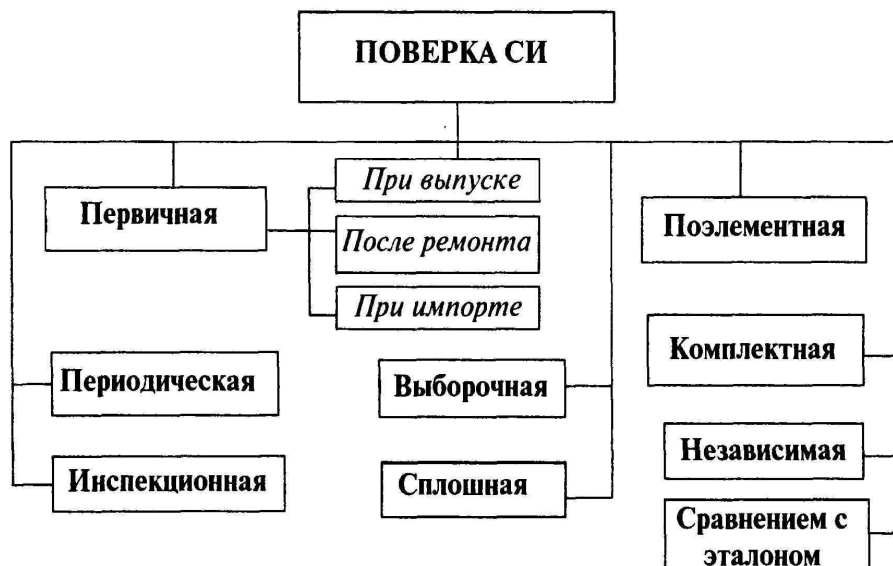 ПОВЕРКА СИ
При выпуске
Первичная
После ремонта
При импорте
Поэлементная
Периодическая
Выборочная
Комплектная
Инспекционная
Сплошная
Независимая
Сравнением с
эталоном